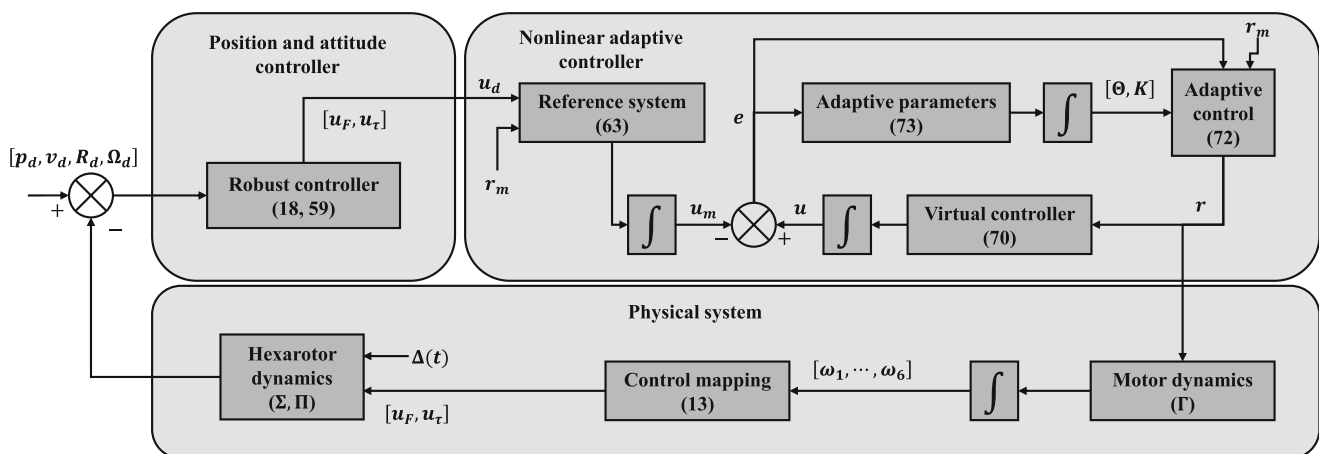 Position and attitude
controller
[u_F, u_τ]
[p_d, v_d, R_d, Ω_d]
+
−
Robust controller
(18, 59)
Nonlinear adaptive
controller
u_d
Reference system
(63)
r_m
∫
u_m
−
+
e
u
∫
Adaptive parameters
(73)
∫
[Θ, K]
r_m
Adaptive
control
(72)
Virtual controller
(70)
r
Physical system
Hexarotor
dynamics
(Σ, Π)
Δ(t)
[u_F, u_τ]
Control mapping
(13)
[ω_1, ⋯, ω_6]
∫
Motor dynamics
(Γ)